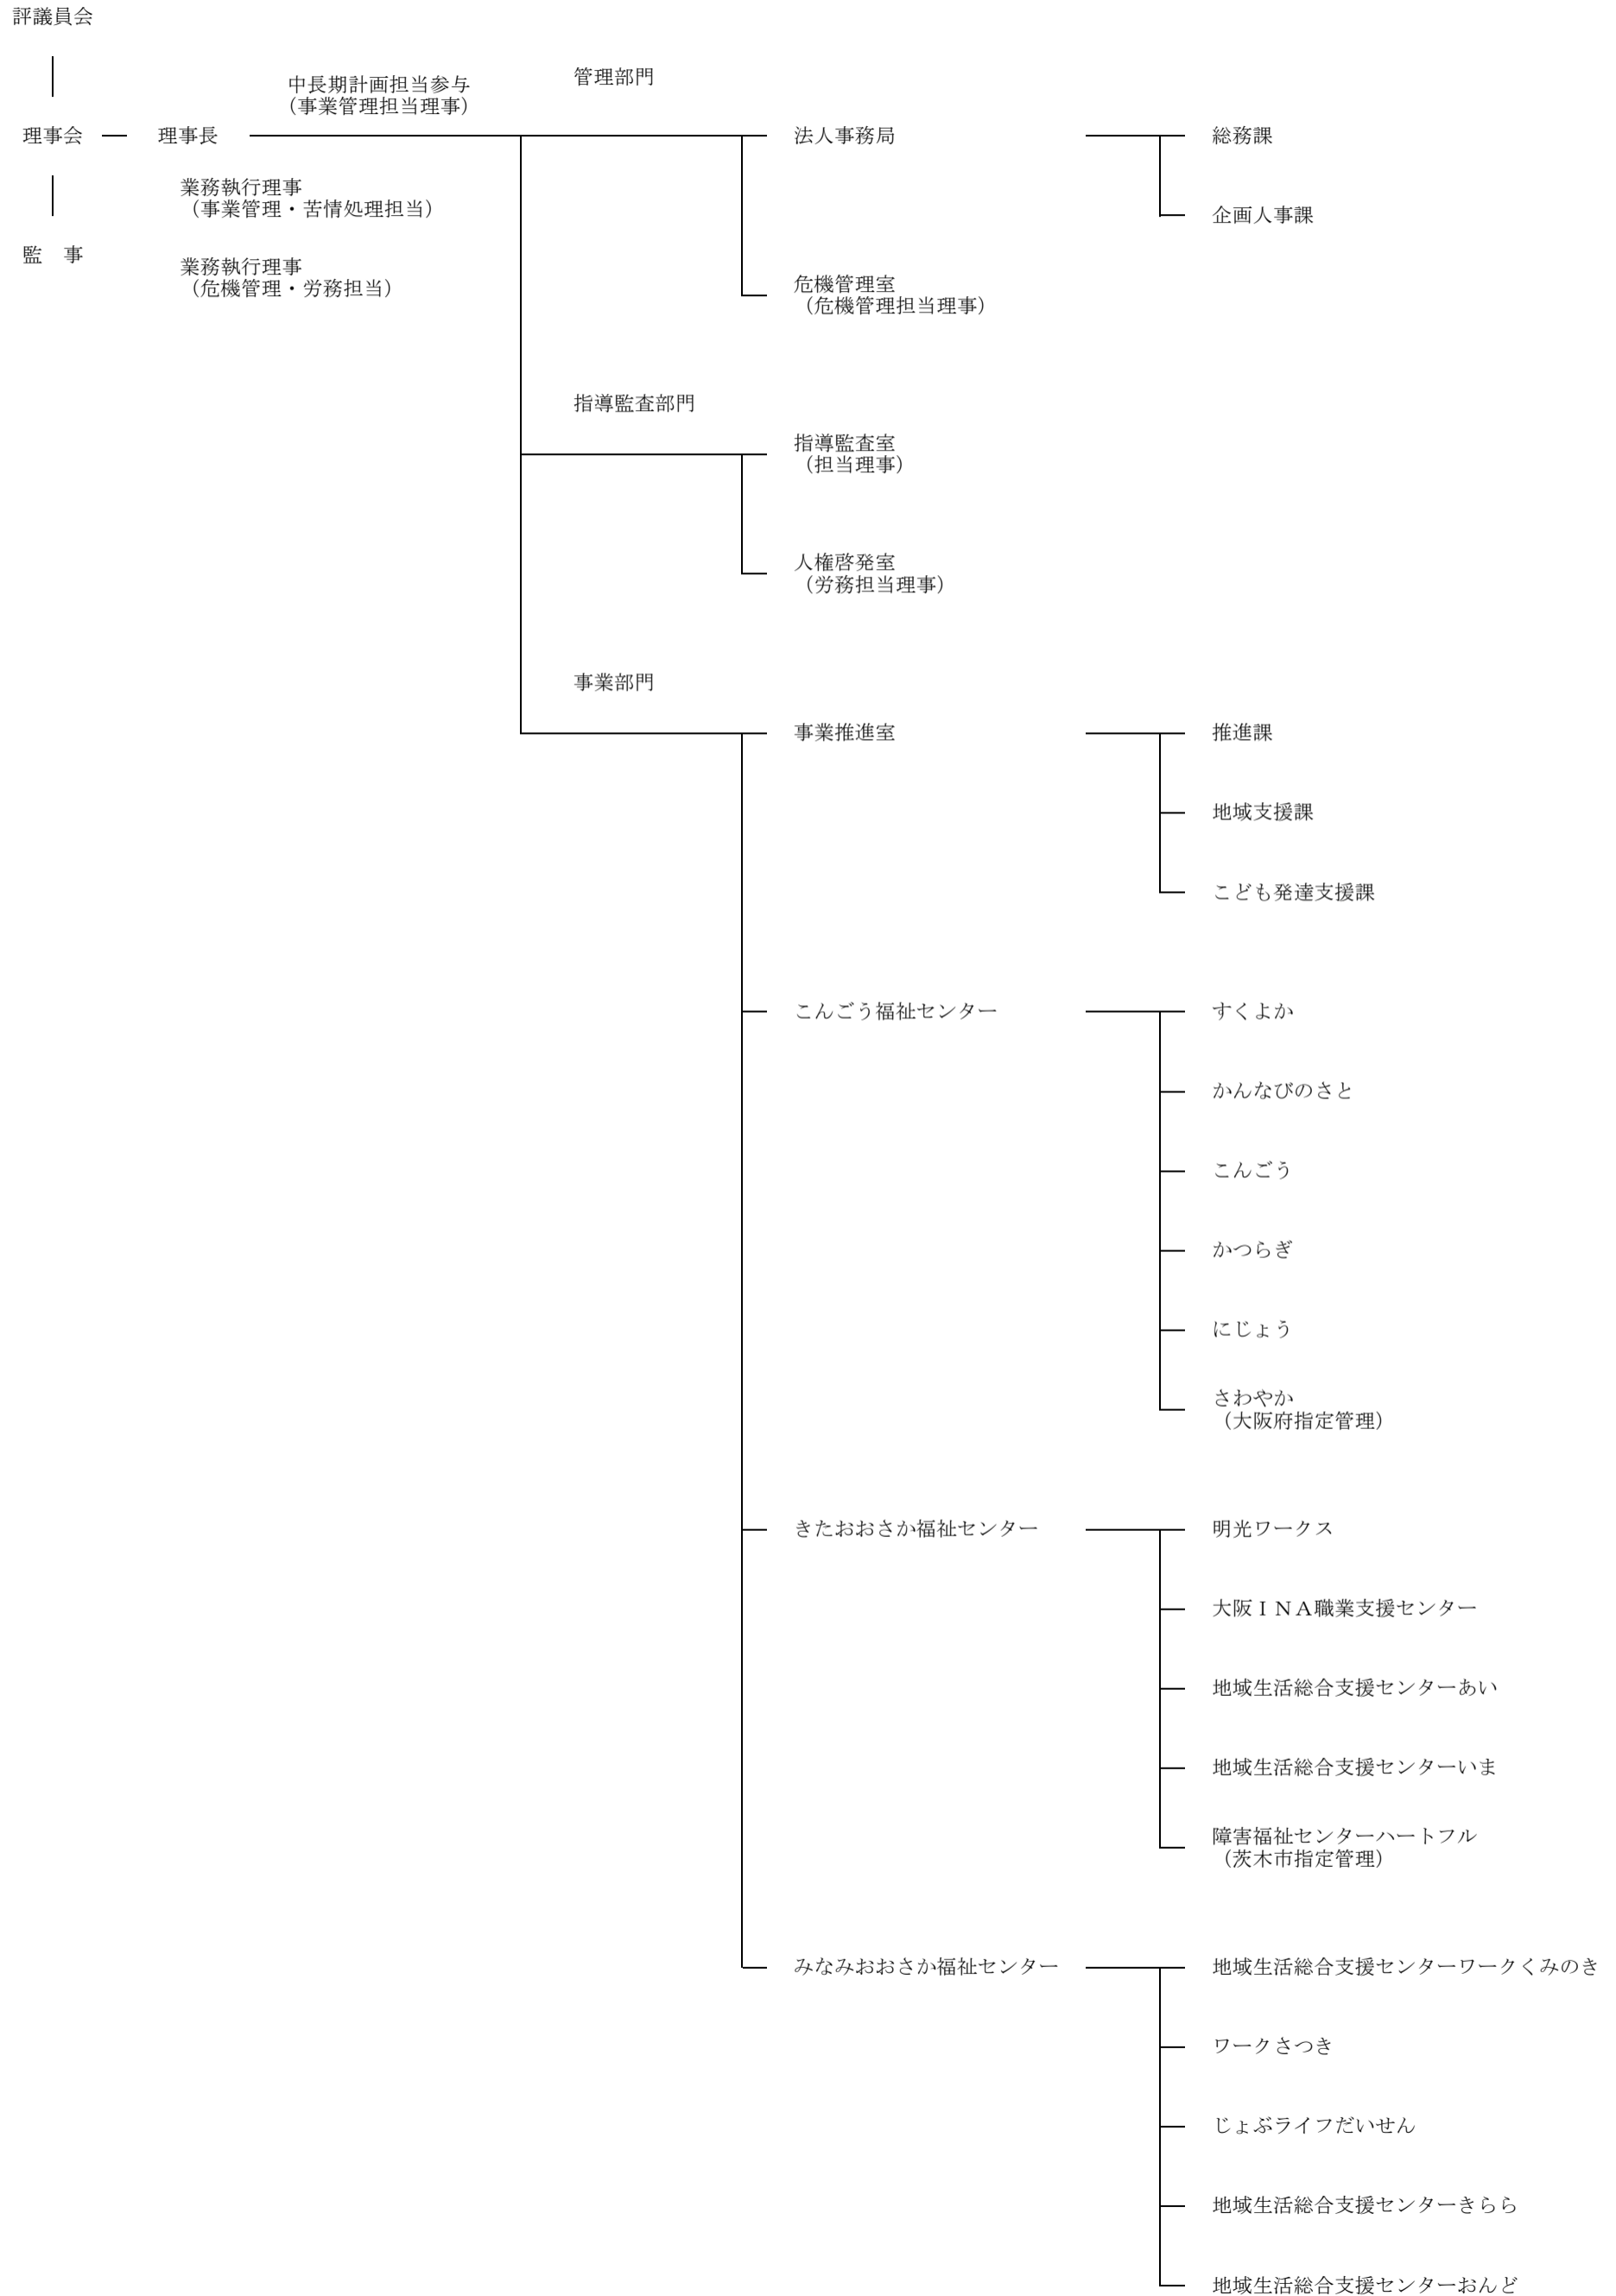 評議員会
中長期計画担当参与
（事業管理担当理事）
管理部門
理事会
理事長
法人事務局
総務課
業務執行理事
（事業管理・苦情処理担当）
企画人事課
監　事
業務執行理事
（危機管理・労務担当）
危機管理室
（危機管理担当理事）
指導監査部門
指導監査室
（担当理事）
人権啓発室
（労務担当理事）
事業部門
事業推進室
推進課
地域支援課
こども発達支援課
こんごう福祉センター
すくよか
かんなびのさと
こんごう
かつらぎ
にじょう
さわやか
（大阪府指定管理）
きたおおさか福祉センター
明光ワークス
大阪ＩＮＡ職業支援センター
地域生活総合支援センターあい
地域生活総合支援センターいま
障害福祉センターハートフル
（茨木市指定管理）
みなみおおさか福祉センター
地域生活総合支援センターワークくみのき
ワークさつき
じょぶライフだいせん
地域生活総合支援センターきらら
地域生活総合支援センターおんど